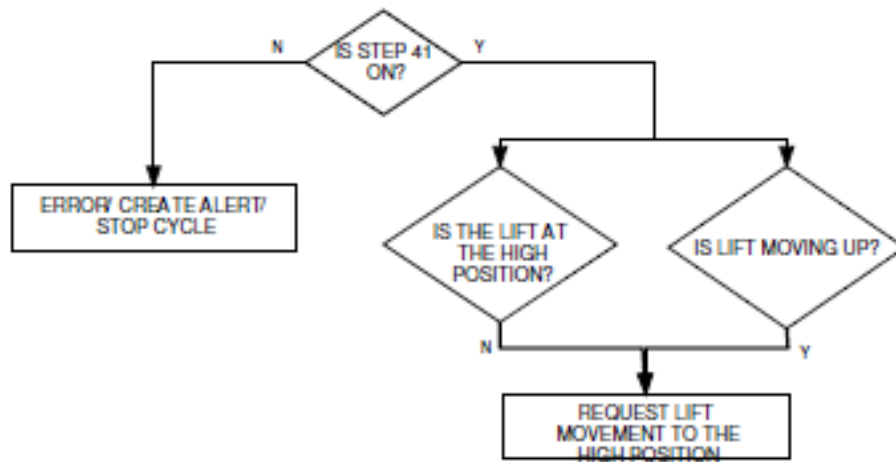 N
IS STEP 41
ON?
Y
ERROR/ CREATE ALERT/
STOP CYCLE
IS THE LIFT AT
THE HIGH
POSITION?
IS LIFT MOVING UP?
N
Y
REQUEST LIFT
MOVEMENT TO THE
HIGH POSITION